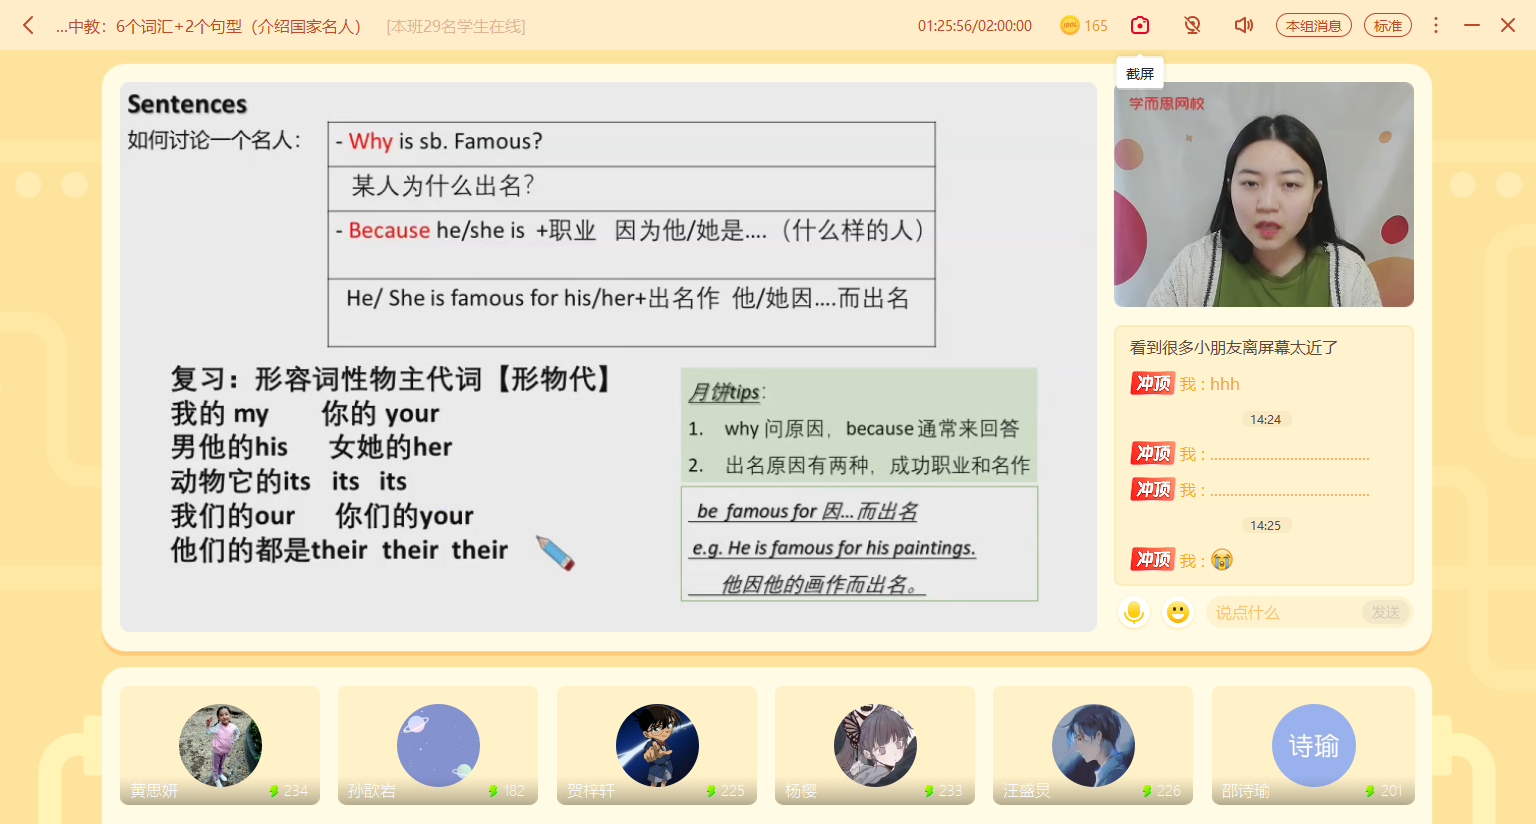 ...中教：6个词汇+2个句型（介绍国家名人） [本班29名学生在线] 01:25:56/02:00:00 165 本组消息 标准
截屏
Sentences
如何讨论一个名人：
- Why is sb. Famous?
某人为什么出名?
- Because he/she is +职业 因为他/她是....（什么样的人）
He/ She is famous for his/her+出名作 他/她因....而出名
复习：形容词性物主代词【形物代】
我的 my 你的 your
男他的his 女她的her
动物它的its its its
我们的our 你们的your
他们的都是their their their
月饼tips:
1. why 问原因，because 通常来回答
2. 出名原因有两种，成功职业和名作
be famous for 因...而出名
e.g. He is famous for his paintings.
他因他的画作而出名。
学而思网校
看到很多小朋友离屏幕太近了
冲顶 我 : hhh
14:24
冲顶 我 : ........................................
冲顶 我 : ........................................
14:25
冲顶 我 : 😭
说点什么 发送
诗瑜
黄思妍 234 孙歆岩 182 贺梓轩 225 杨樱 233 汪盛炅 226 邵诗瑜 201